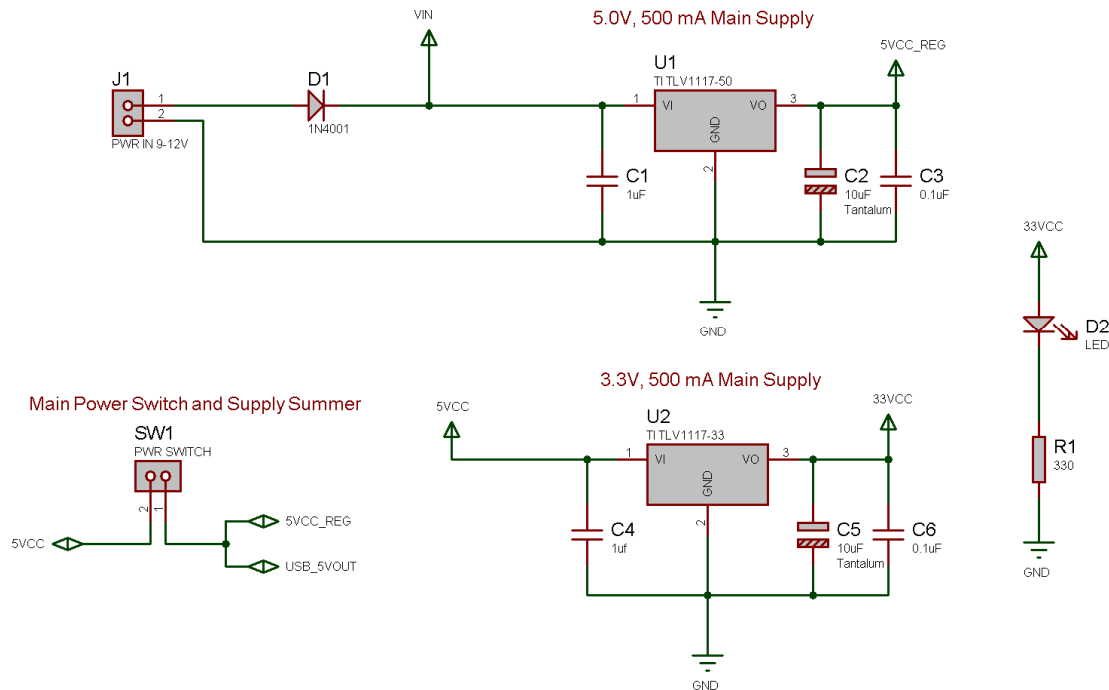 VIN
5.0V, 500 mA Main Supply
5VCC_REG
J1
1
2
PWR IN 9-12V
D1
1N4001
U1
TI TLV1117-50
1
VI
VO
3
GND
2
C1
1uF
C2
10uF
Tantalum
C3
0.1uF
GND
33VCC
D2
LED
R1
330
GND
Main Power Switch and Supply Summer
SW1
PWR SWITCH
2
1
5VCC
5VCC_REG
USB_5VOUT
3.3V, 500 mA Main Supply
5VCC
33VCC
U2
TI TLV1117-33
1
VI
VO
3
GND
2
C4
1uf
C5
10uF
Tantalum
C6
0.1uF
GND